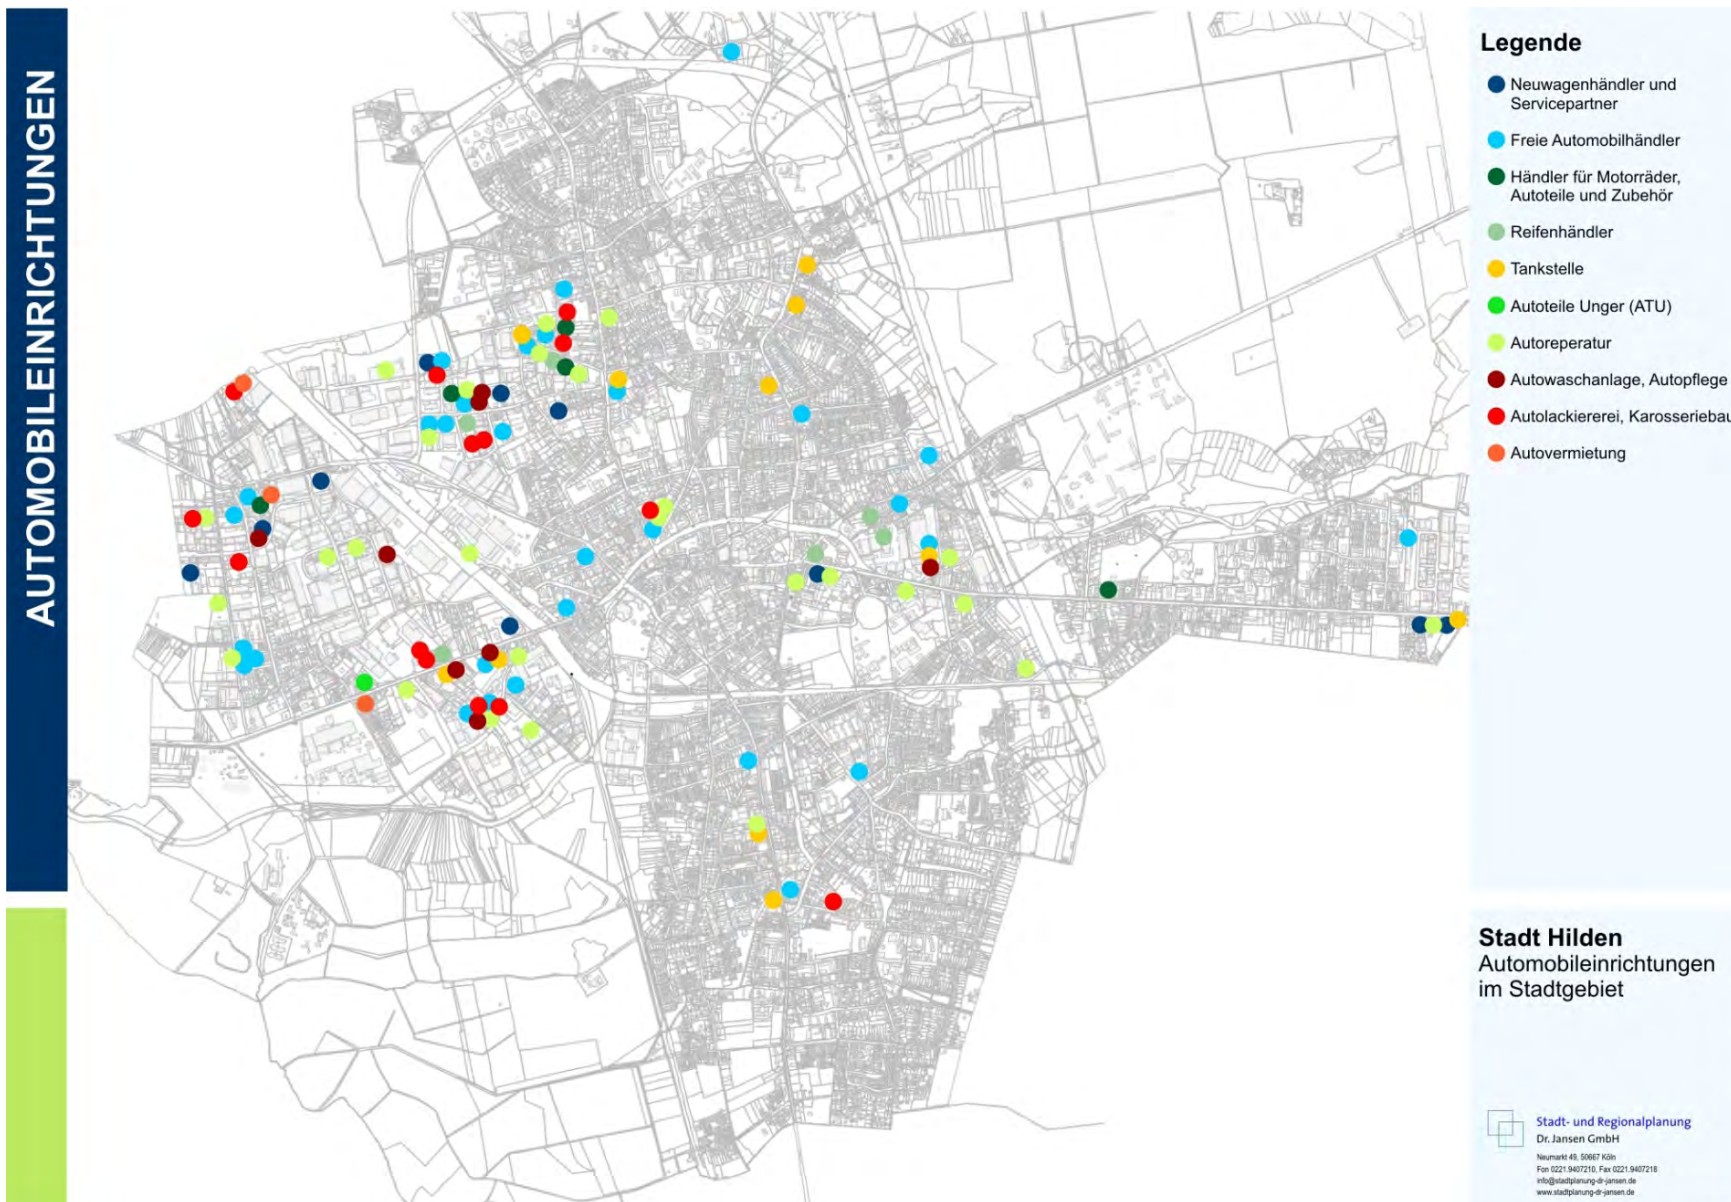 AUTOMOBILEINRICHTUNGEN
Legende
Neuwagenhändler und
Servicepartner
Freie Automobilhändler
Händler für Motorräder,
Autoteile und Zubehör
Reifenhändler
Tankstelle
Autoteile Unger (ATU)
Autoreperatur
Autowaschanlage, Autopflege
Autolackiererei, Karosseriebau
Autovermietung
Stadt Hilden
Automobileinrichtungen
im Stadtgebiet
Stadt- und Regionalplanung
Dr. Jansen GmbH
Neumarkt 49, 50667 Köln
Fon 0221.9407210, Fax 0221.9407218
info@stadtplanung-dr-jansen.de
www.stadtplanung-dr-jansen.de